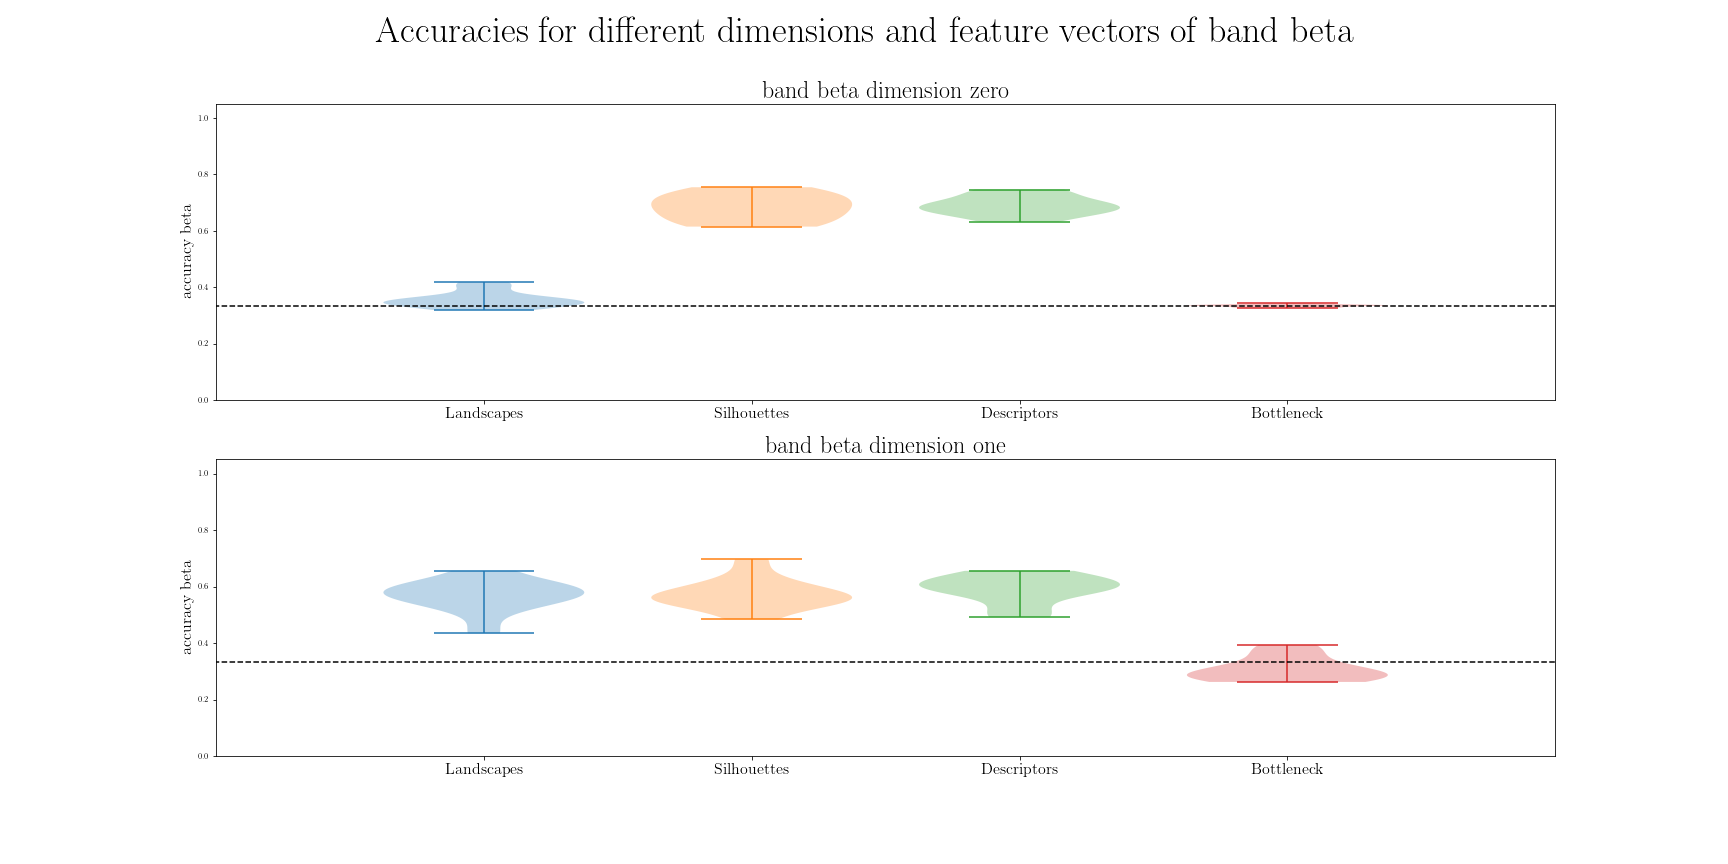 Accuracies for different dimensions and feature vectors of band beta
band beta dimension zero
1.0
0.8
0.6
0.4
0.2
0.0
accuracy beta
Landscapes Silhouettes Descriptors Bottleneck
band beta dimension one
1.0
0.8
0.6
0.4
0.2
0.0
accuracy beta
Landscapes Silhouettes Descriptors Bottleneck